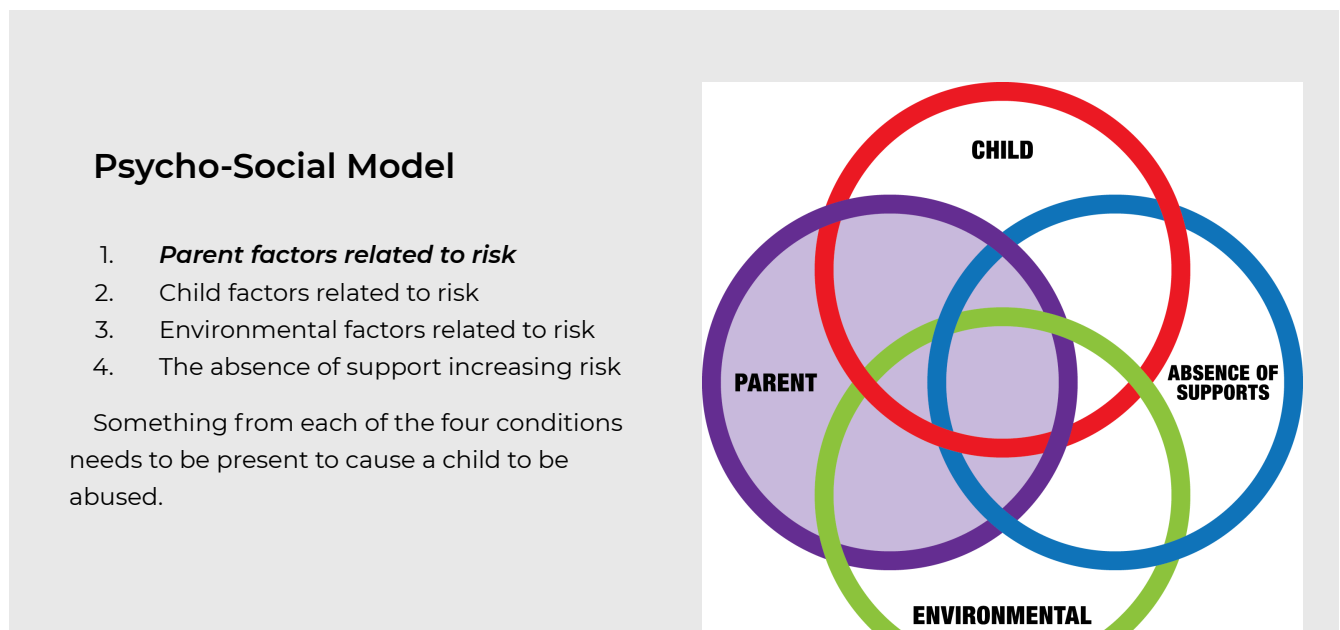 Psycho-Social Model
1. Parent factors related to risk
2. Child factors related to risk
3. Environmental factors related to risk
4. The absence of support increasing risk
Something from each of the four conditions
needs to be present to cause a child to be
abused.
CHILD
PARENT
ABSENCE OF
SUPPORTS
ENVIRONMENTAL